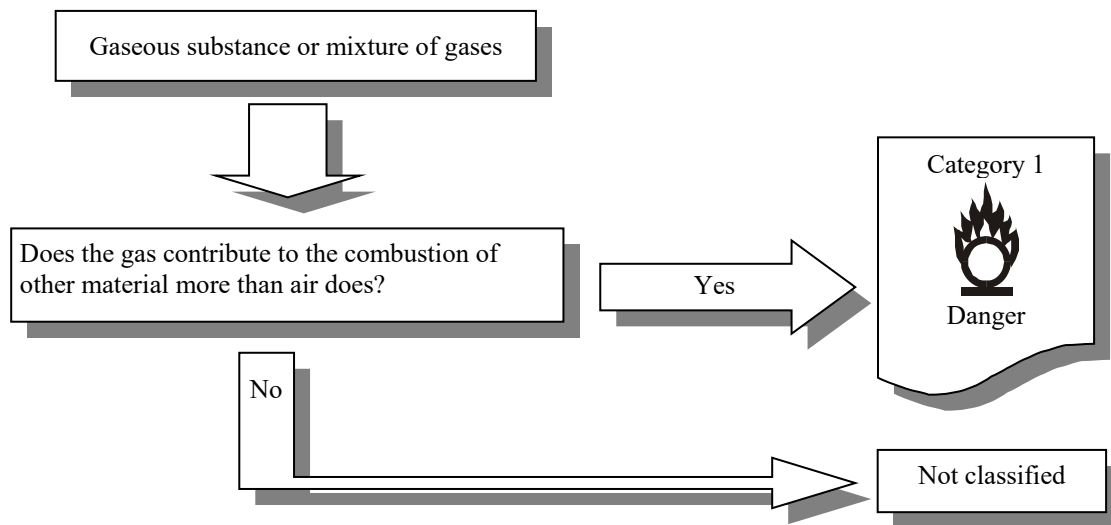 Gaseous substance or mixture of gases
Does the gas contribute to the combustion of
other material more than air does?
Yes
Category 1
Danger
No
Not classified